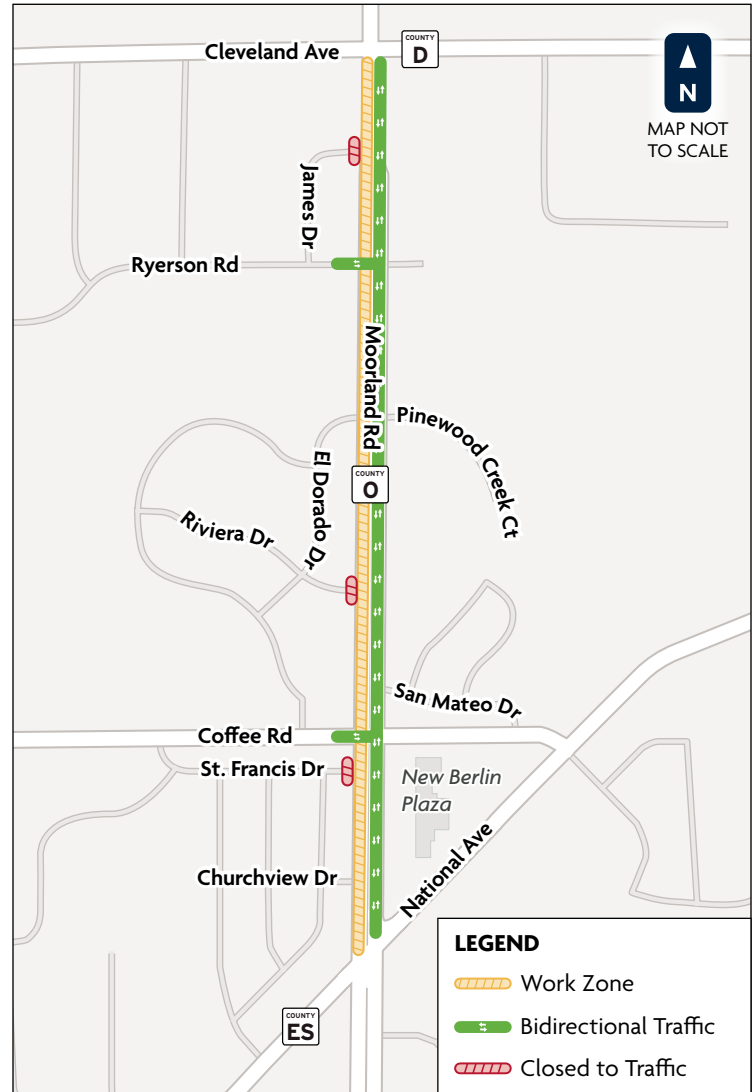 Cleveland Ave
COUNTY
D
N
MAP NOT
TO SCALE
James Dr
Ryerson Rd
Moorland Rd
Pinewood Creek Ct
El Dorado Dr
COUNTY
O
Riviera Dr
San Mateo Dr
Coffee Rd
St. Francis Dr
New Berlin
Plaza
Churchview Dr
National Ave
COUNTY
ES
LEGEND
Work Zone
Bidirectional Traffic
Closed to Traffic